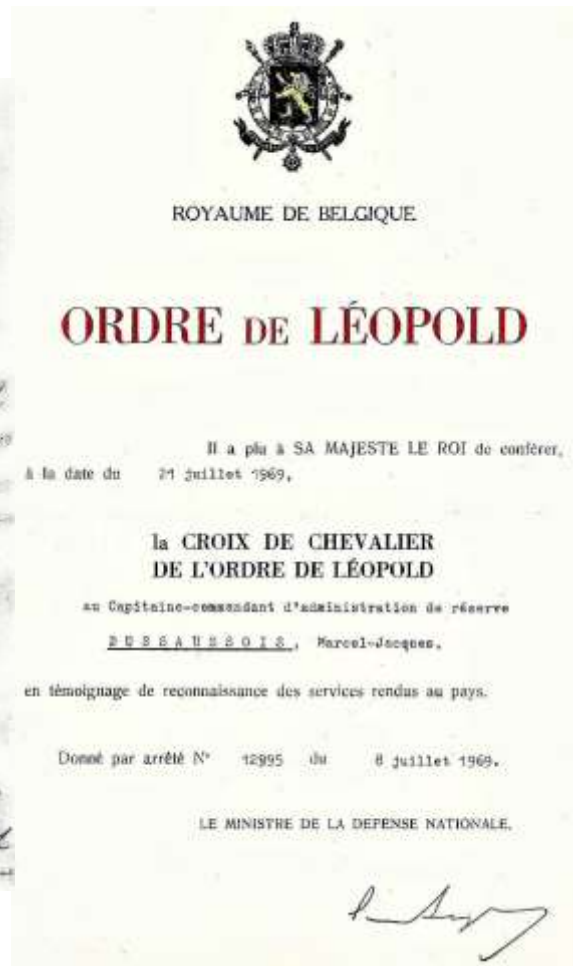 ROYAUME DE BELGIQUE
ORDRE DE LÉOPOLD
Il a plu à SA MAJESTE LE ROI de conférer,
à la date du 21 juillet 1969,
la CROIX DE CHEVALIER
DE L'ORDRE DE LÉOPOLD
au Capitaine-commandant d'administration de réserve
DUSSAUSSOIS, Marcel-Jacques,
en témoignage de reconnaissance des services rendus au pays.
Donné par arrêté N° 12995 du 8 juillet 1969.
LE MINISTRE DE LA DEFENSE NATIONALE,